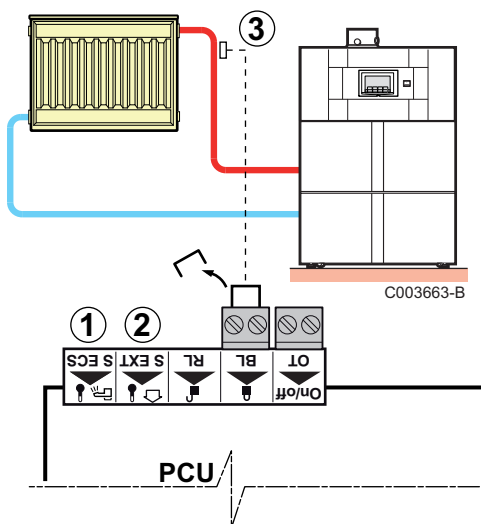 3
C003663-B
1 2
S ECS S EXT RL BL OT
On/off
PCU